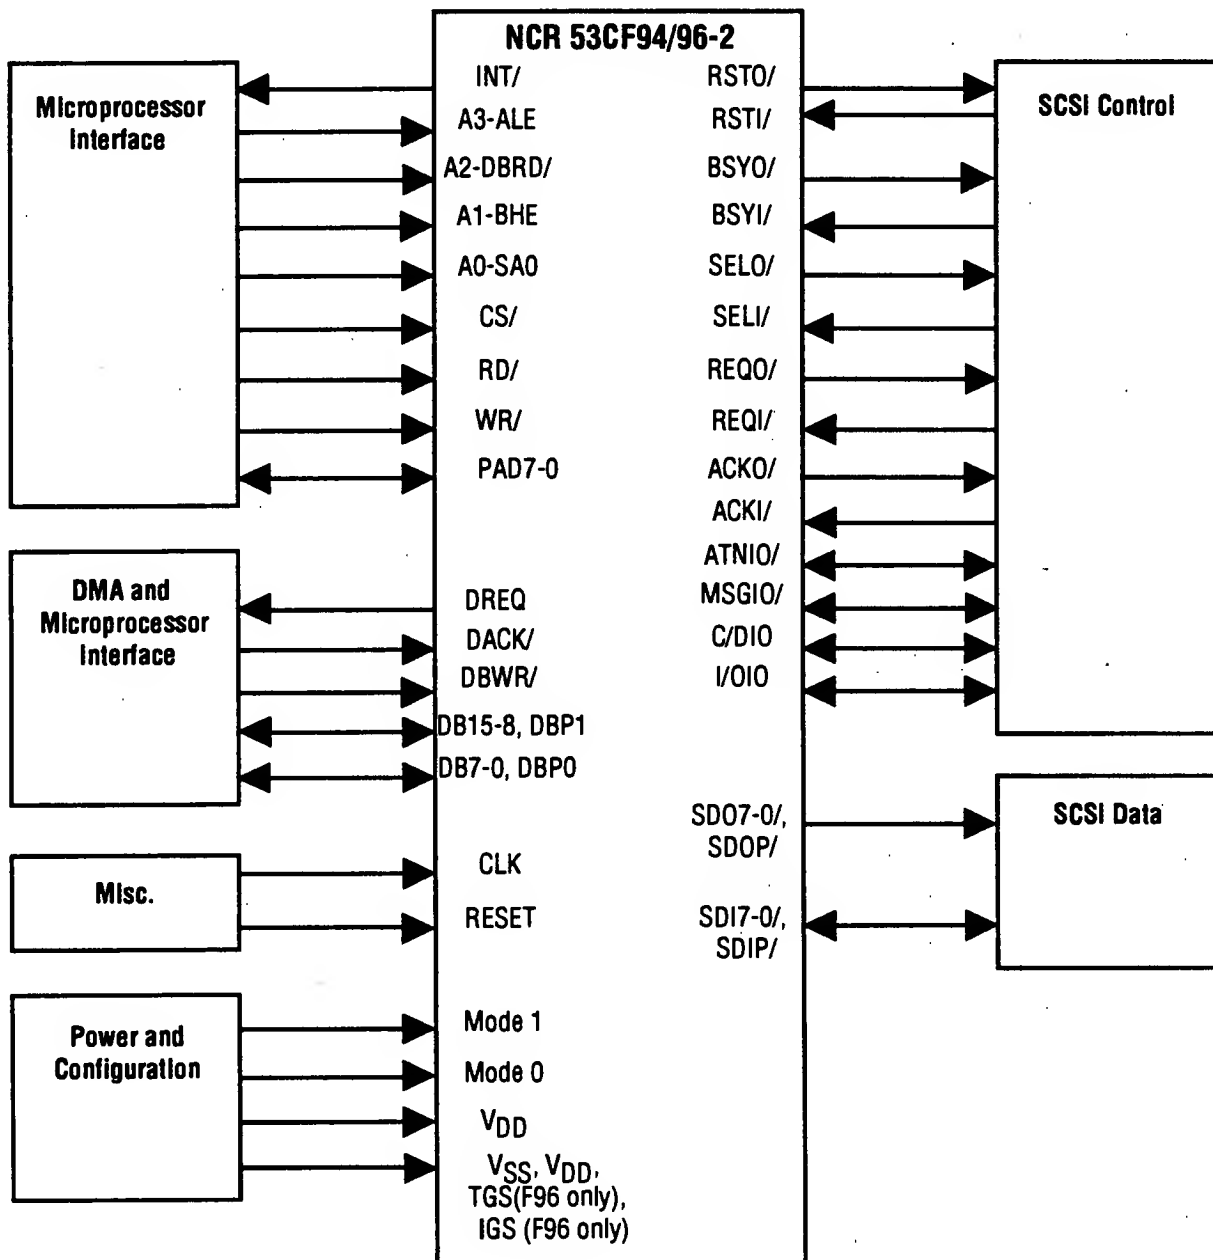 NCR 53CF94/96-2
Microprocessor
Interface
INT/
A3-ALE
A2-DBRD/
A1-BHE
A0-SA0
CS/
RD/
WR/
PAD7-0
DMA and
Microprocessor
Interface
DREQ
DACK/
DBWR/
DB15-8, DBP1
DB7-0, DBP0
Misc.
CLK
RESET
Power and
Configuration
Mode 1
Mode 0
VDD
VSS, VDD,
TGS(F96 only),
IGS (F96 only)
RSTO/
RSTI/
BSYO/
BSYI/
SELO/
SELI/
REQO/
REQI/
ACKO/
ACKI/
ATNIO/
MSGIO/
C/DIO
I/OIO
SCSI Control
SDO7-0/,
SDOP/
SDI7-0/,
SDIP/
SCSI Data